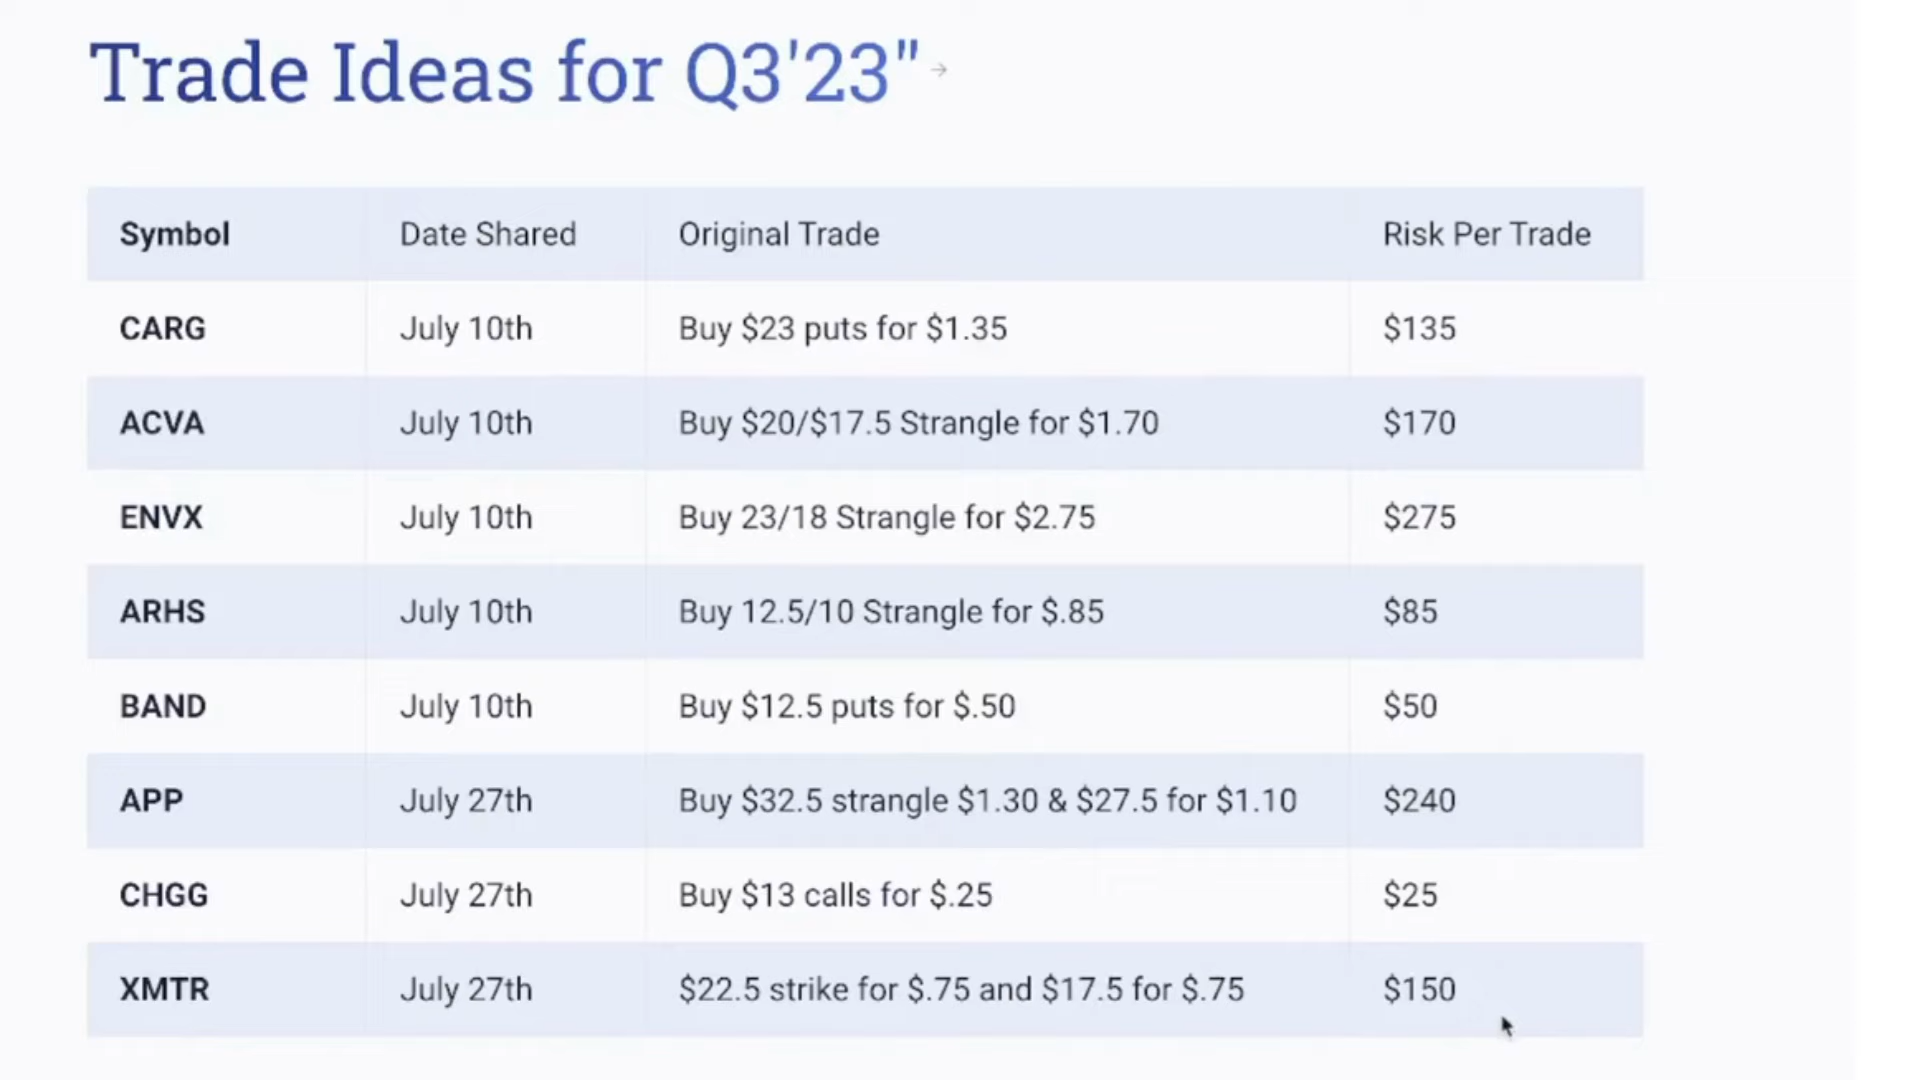 Trade Ideas for Q3'23" →
Symbol Date Shared Original Trade Risk Per Trade
CARG July 10th Buy $23 puts for $1.35 $135
ACVA July 10th Buy $20/$17.5 Strangle for $1.70 $170
ENVX July 10th Buy 23/18 Strangle for $2.75 $275
ARHS July 10th Buy 12.5/10 Strangle for $.85 $85
BAND July 10th Buy $12.5 puts for $.50 $50
APP July 27th Buy $32.5 strangle $1.30 & $27.5 for $1.10 $240
CHGG July 27th Buy $13 calls for $.25 $25
XMTR July 27th $22.5 strike for $.75 and $17.5 for $.75 $150